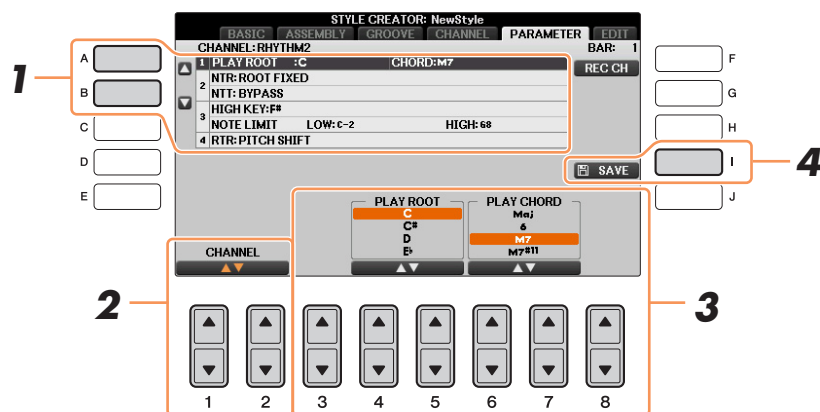 STYLE CREATOR: NewStyle
BASIC ASSEMBLY GROOVE CHANNEL PARAMETER EDIT
CHANNEL: RHYTHM2 BAR: 1
1 PLAY ROOT :C CHORD:M7
REC CH
2 NTR: ROOT FIXED
NTT: BYPASS
3 HIGH KEY:F#
NOTE LIMIT LOW: C-2 HIGH: G8
4 RTR: PITCH SHIFT
SAVE
PLAY ROOT PLAY CHORD
C Maj
C# 6
D M7
E♭ M7#11
CHANNEL
A
B
C
D
E
F
G
H
I
J
1
2
3
4
1 2 3 4 5 6 7 8